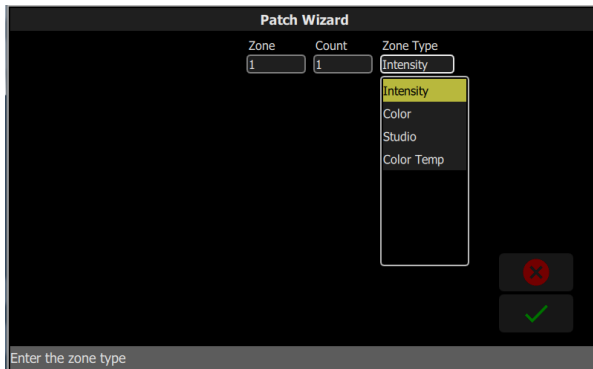 Patch Wizard
Zone Count Zone Type
1 1 Intensity
Intensity
Color
Studio
Color Temp
Enter the zone type